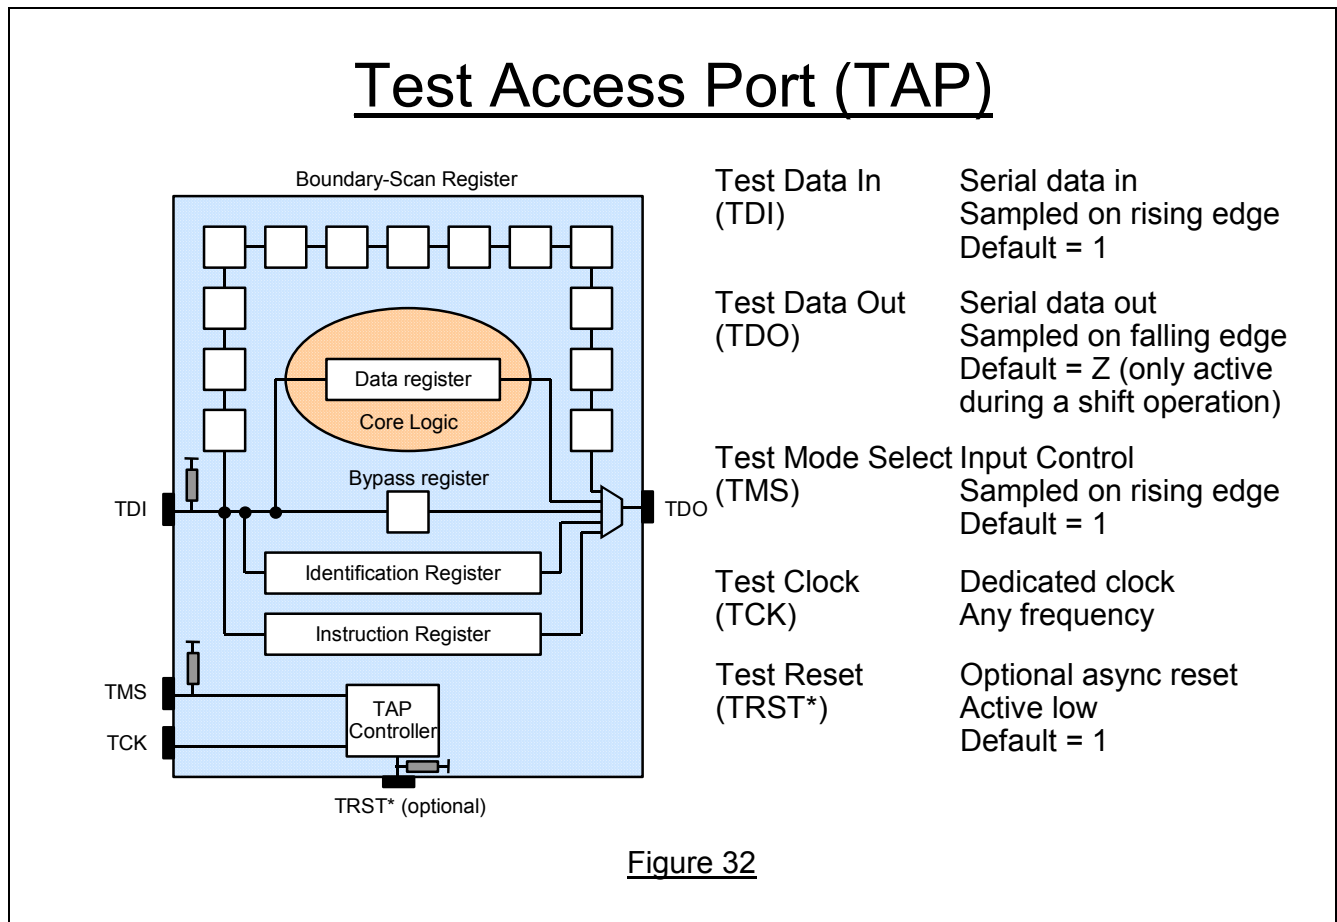 Test Access Port (TAP)
Boundary-Scan Register
Data register
Core Logic
Bypass register
TDI
TDO
Identification Register
Instruction Register
TMS
TAP
Controller
TCK
TRST* (optional)
Test Data In Serial data in
(TDI) Sampled on rising edge
Default = 1
Test Data Out Serial data out
(TDO) Sampled on falling edge
Default = Z (only active
during a shift operation)
Test Mode Select Input Control
(TMS) Sampled on rising edge
Default = 1
Test Clock Dedicated clock
(TCK) Any frequency
Test Reset Optional async reset
(TRST*) Active low
Default = 1
Figure 32